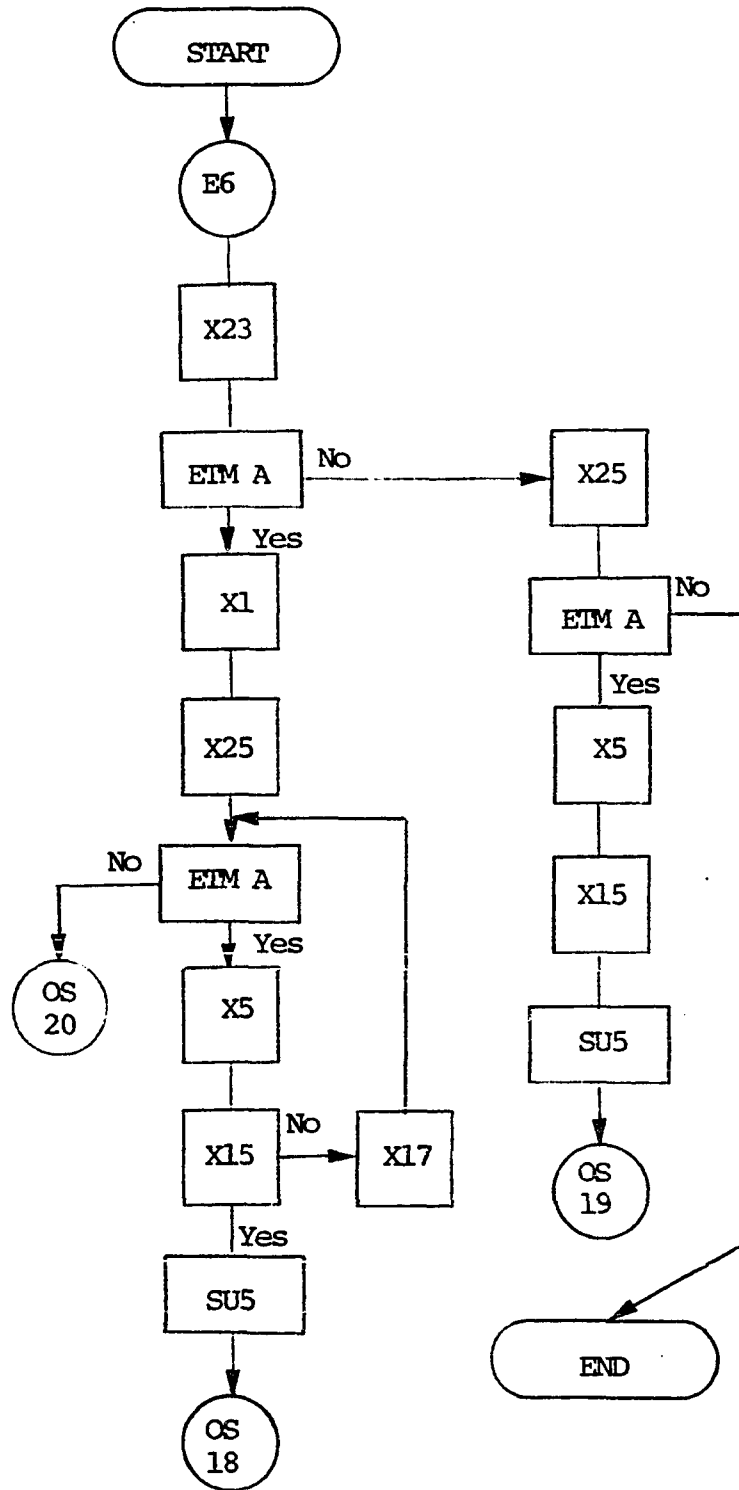 START
E6
X23
ETM A
No
X25
Yes
X1
ETM A
No
Yes
X25
X5
No
ETM A
X15
Yes
OS
20
X5
SU5
X15
No
X17
OS
19
Yes
SU5
END
OS
18